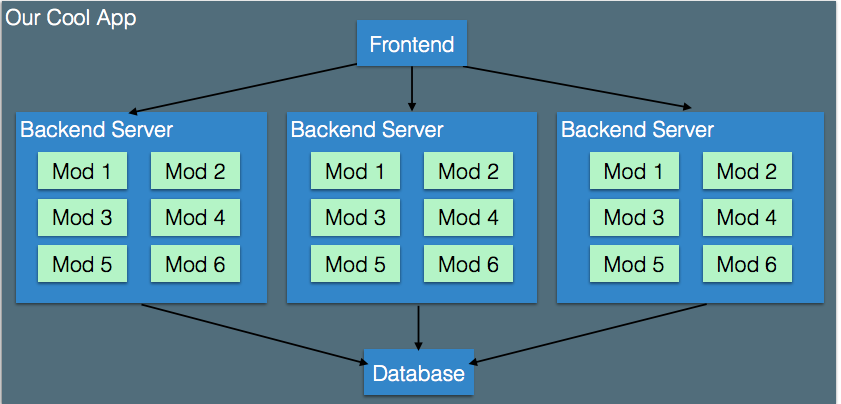 Our Cool App
Frontend
Backend Server
Mod 1 Mod 2
Mod 3 Mod 4
Mod 5 Mod 6
Backend Server
Mod 1 Mod 2
Mod 3 Mod 4
Mod 5 Mod 6
Backend Server
Mod 1 Mod 2
Mod 3 Mod 4
Mod 5 Mod 6
Database